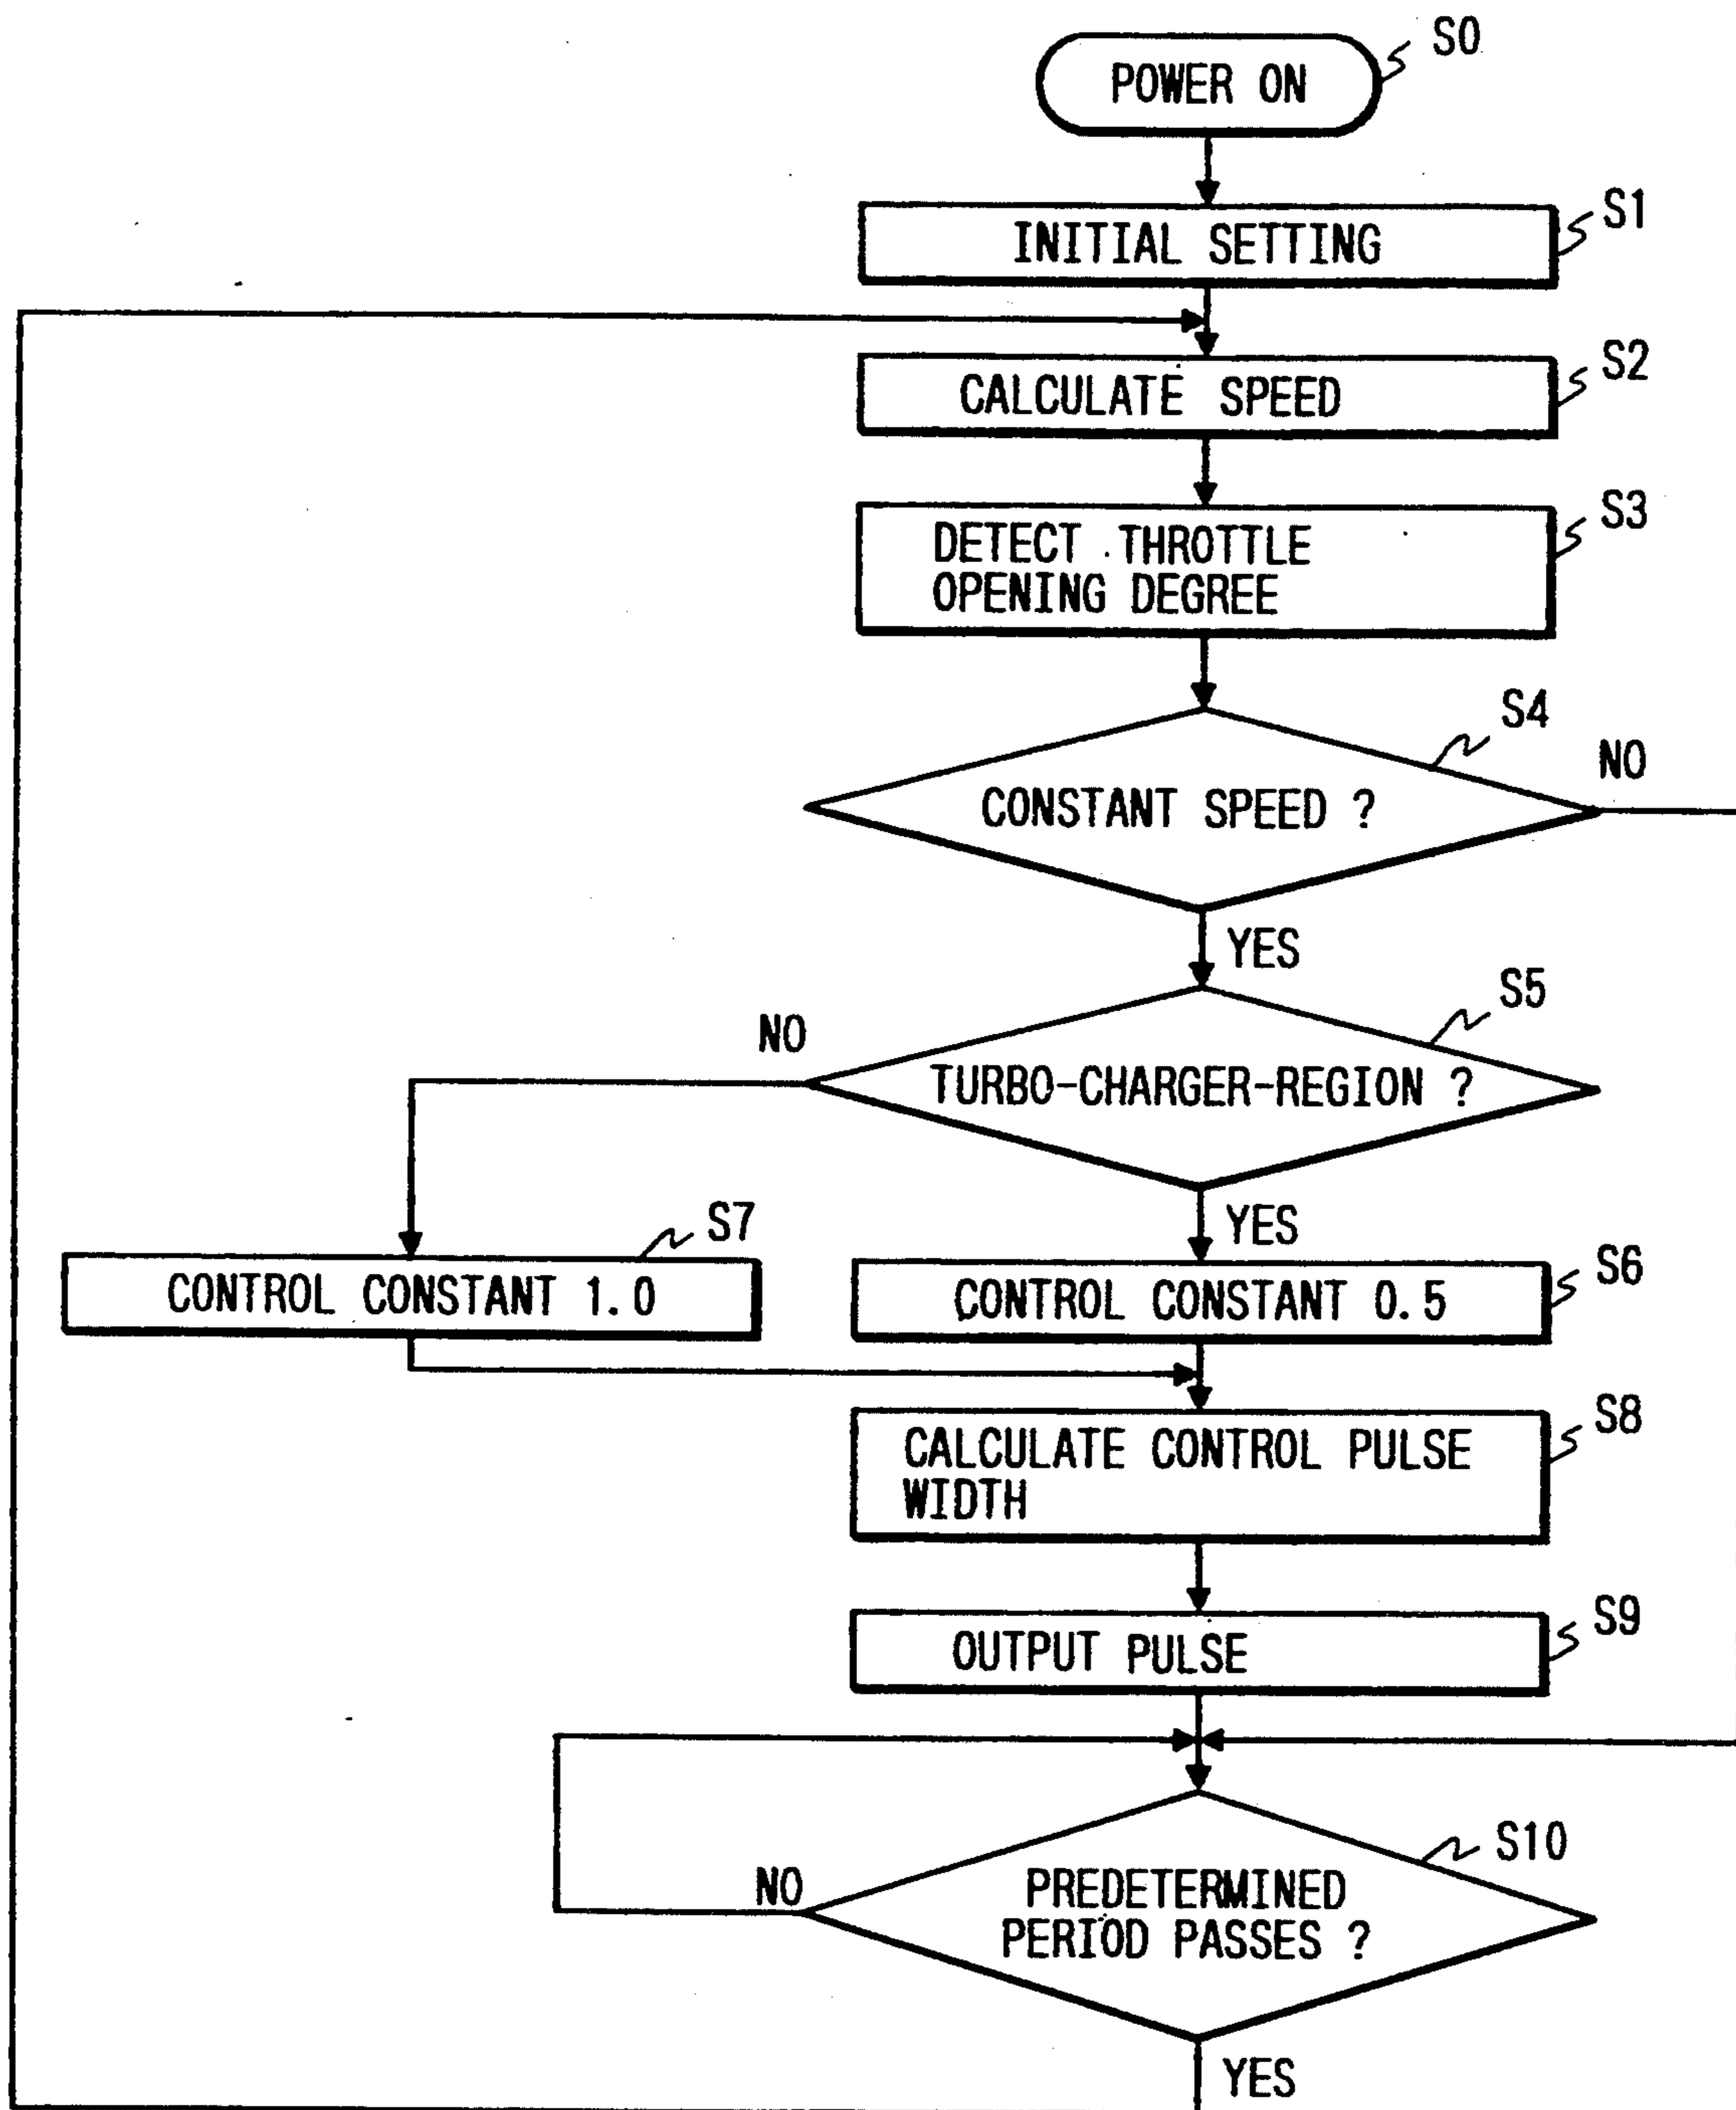 S0
POWER ON
S1
INITIAL SETTING
S2
CALCULATE SPEED
S3
DETECT THROTTLE
OPENING DEGREE
S4
NO
CONSTANT SPEED ?
YES
S5
NO
TURBO-CHARGER-REGION ?
S7
YES
CONTROL CONSTANT 1.0
S6
CONTROL CONSTANT 0.5
S8
CALCULATE CONTROL PULSE
WIDTH
S9
OUTPUT PULSE
S10
NO
PREDETERMINED
PERIOD PASSES ?
YES